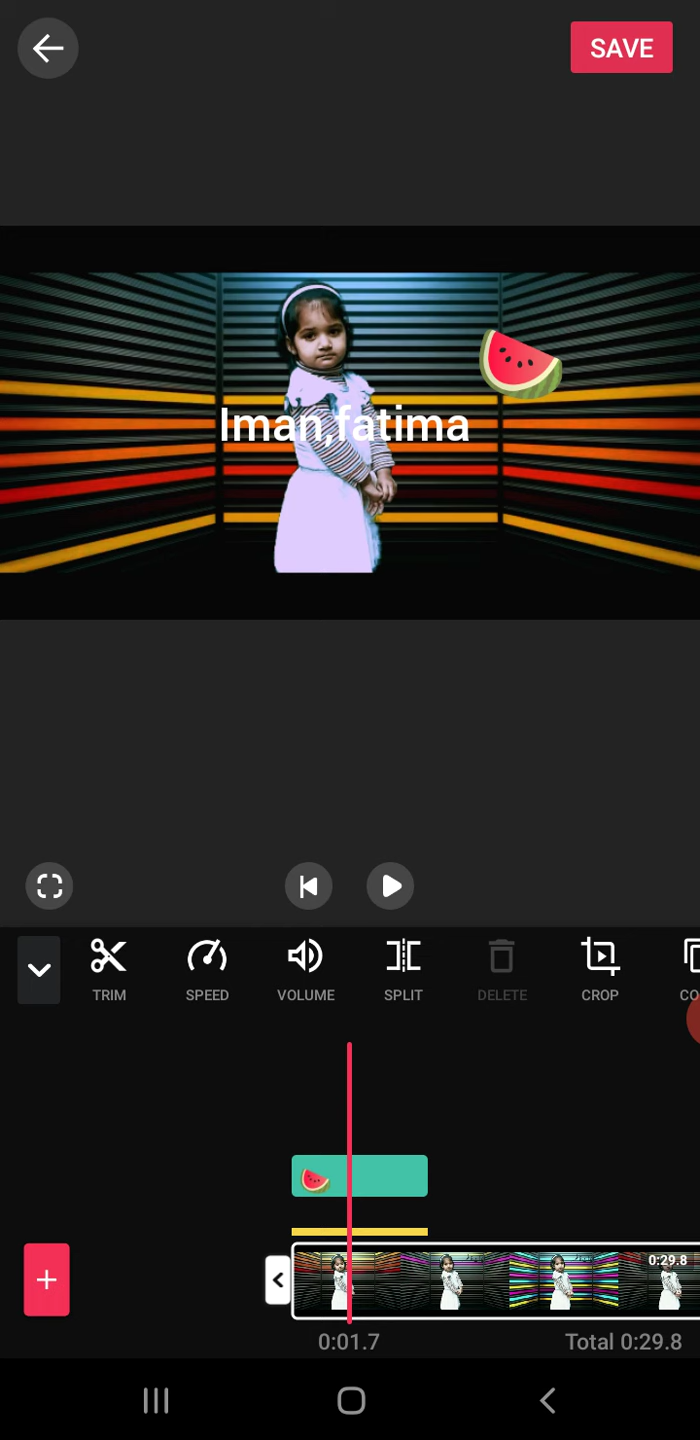 SAVE
Iman,fatima
TRIM
SPEED
VOLUME
SPLIT
DELETE
CROP
CO
0:29.8
0:01.7
Total 0:29.8